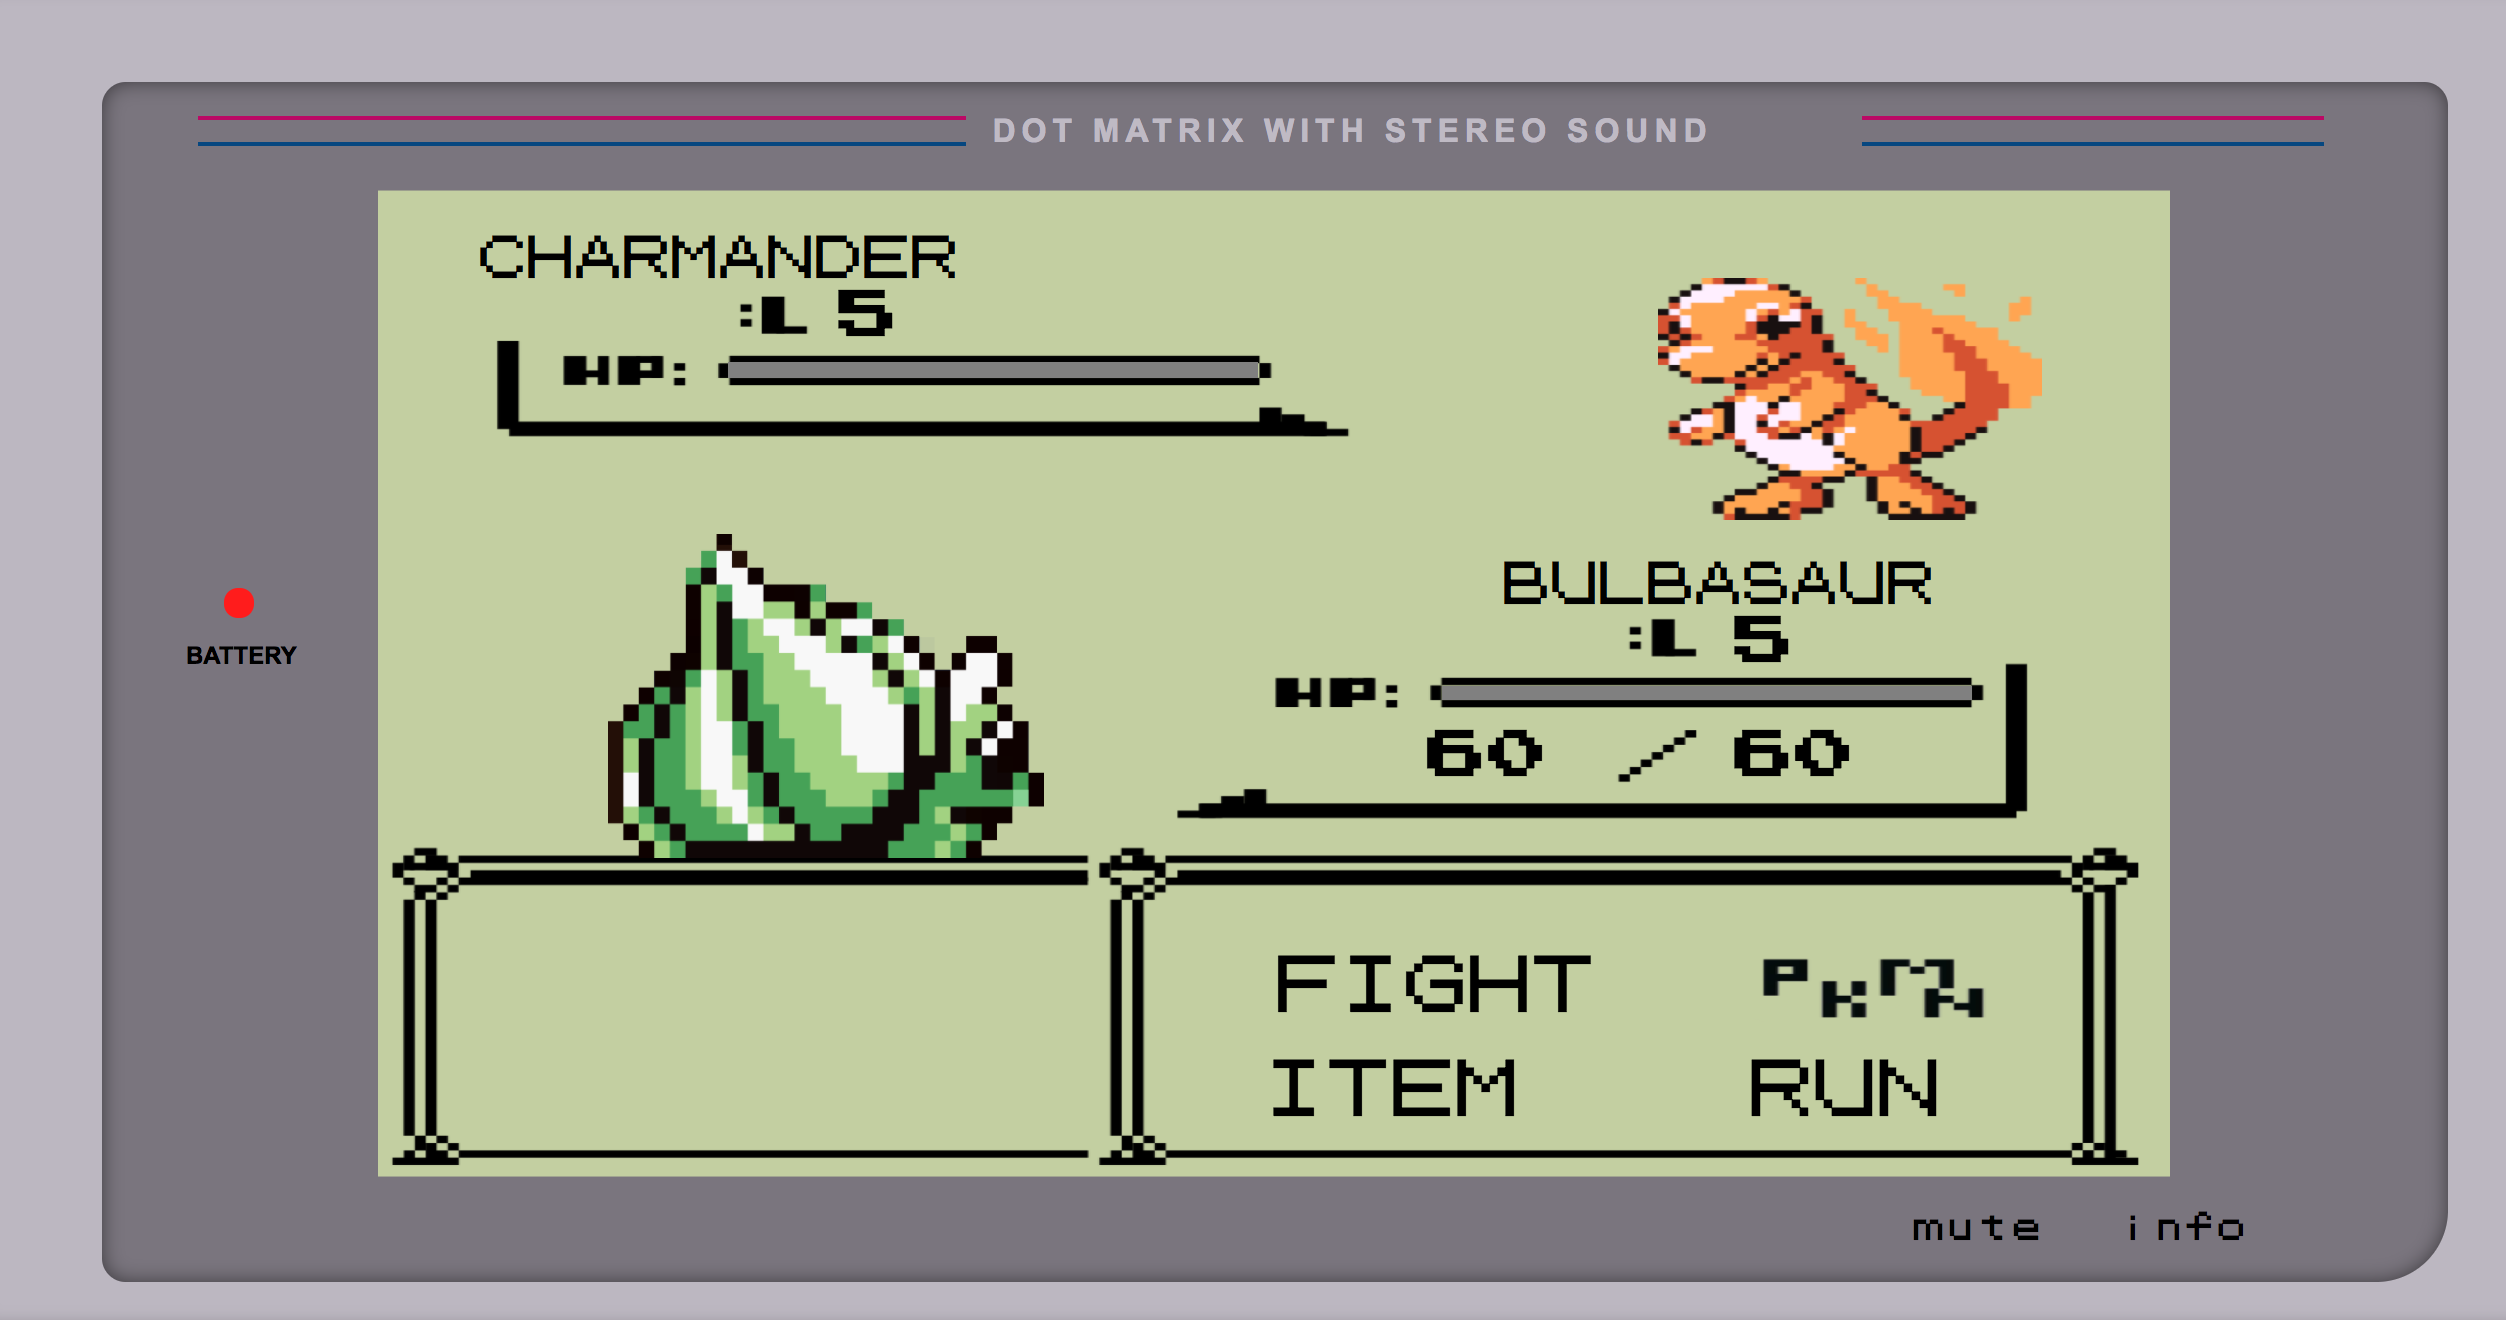 DOT MATRIX WITH STEREO SOUND
CHARMANDER
:L 5
HP:
BULBASAUR
:L 5
HP:
60 / 60
BATTERY
FIGHT PKMN
ITEM RUN
mute info